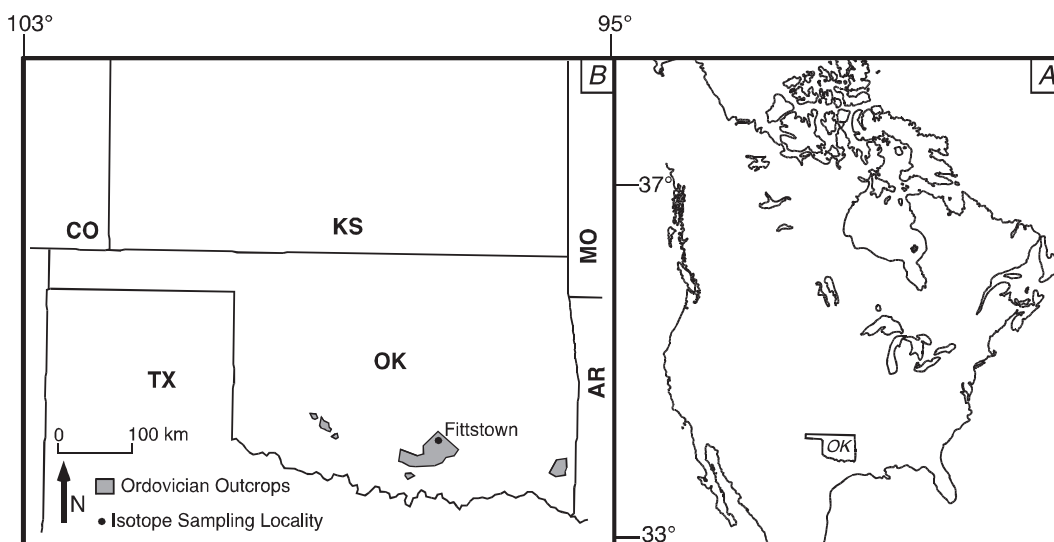 103°
95°
B
A
37°
CO
KS
MO
OK
TX
AR
0
100 km
Fittstown
OK
N
Ordovician Outcrops
Isotope Sampling Locality
33°